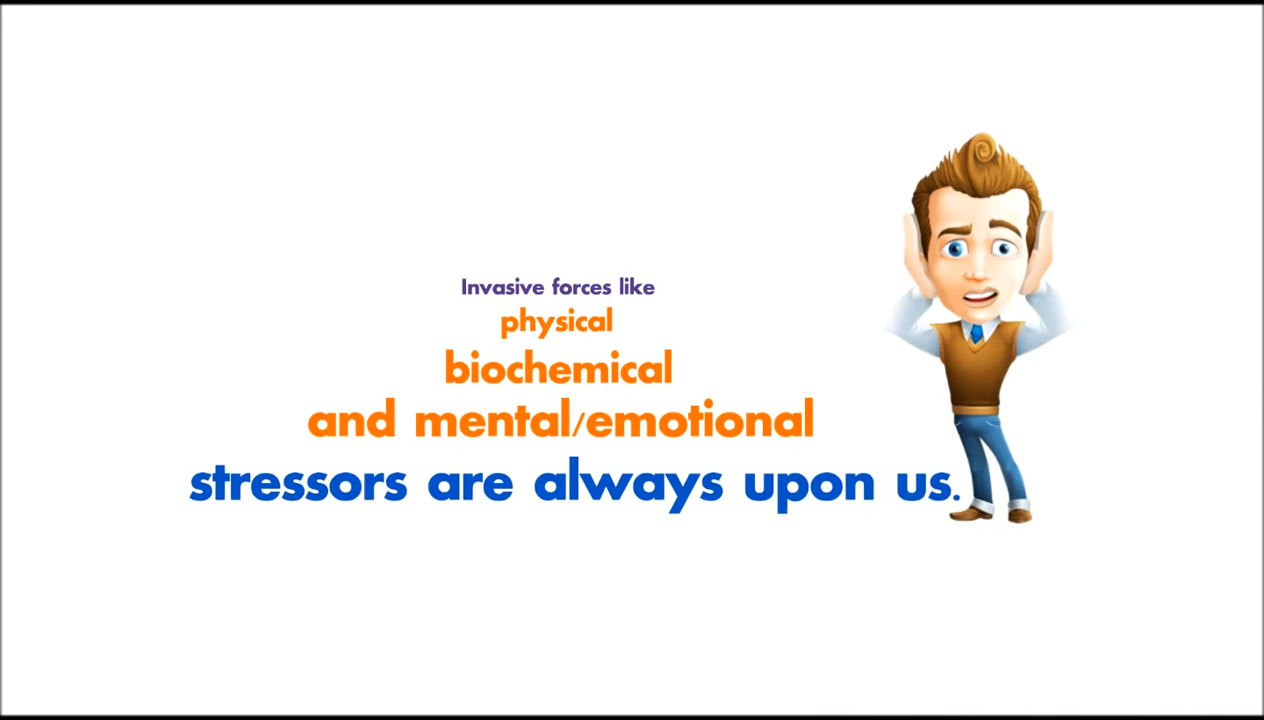 Invasive forces like
physical
biochemical
and mental/emotional
stressors are always upon us.